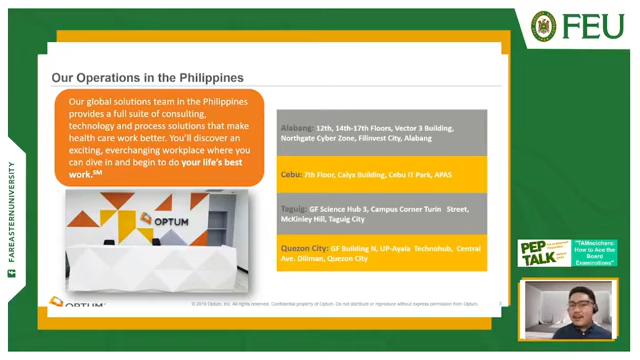 FEU
Our Operations in the Philippines
Our global solutions team in the Philippines
provides a full suite of consulting,
technology and process solutions that make
health care work better. You'll discover an
exciting, everchanging workplace where you
can dive in and begin to do your life's best
work.SM
Alabang: 12th, 14th-17th Floors, Vector 3 Building,
Northgate Cyber Zone, Filinvest City, Alabang
Cebu: 7th Floor, Calyx Building, Cebu IT Park, APAS
Taguig: GF Science Hub 3, Campus Corner Turin Street,
McKinley Hill, Taguig City
Quezon City: GF Building N, UP-Ayala Technohub, Central
Ave. Diliman, Quezon City
OPTUM
OPTUM
© 2019 Optum, Inc. All rights reserved. Confidential property of Optum. Do not distribute or reproduce without express permission from Optum.
FAREASTERNUNIVERSITY
PEP
TALK
"TAMneichers:
How to Ace the
Board
Examinations"